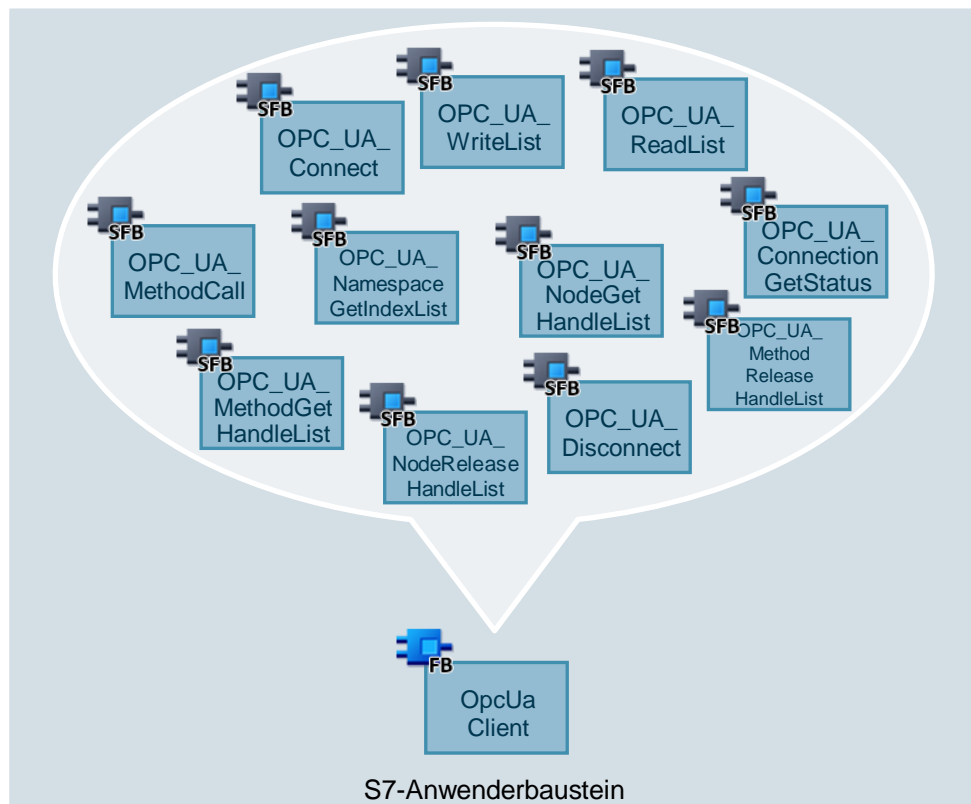 SFB
OPC_UA_
Connect
SFB
OPC_UA_
WriteList
SFB
OPC_UA_
ReadList
SFB
OPC_UA_
MethodCall
SFB
OPC_UA_
Namespace
GetIndexList
SFB
OPC_UA_
NodeGet
HandleList
SFB
OPC_UA_
Connection
GetStatus
SFB
OPC_UA_
MethodGet
HandleList
SFB
OPC_UA_
NodeRelease
HandleList
SFB
OPC_UA_
Disconnect
SFB
OPC_UA_
Method
Release
HandleList
FB
OpcUa
Client
S7-Anwenderbaustein